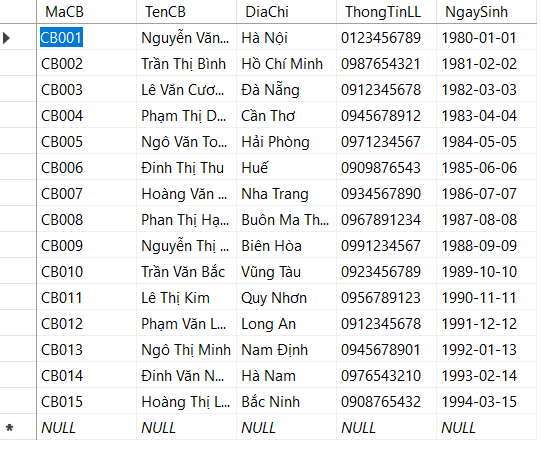 MaCB TenCB DiaChi ThongTinLL NgaySinh
CB001 Nguyễn Văn... Hà Nội 0123456789 1980-01-01
CB002 Trần Thị Bình Hồ Chí Minh 0987654321 1981-02-02
CB003 Lê Văn Cươ... Đà Nẵng 0912345678 1982-03-03
CB004 Phạm Thị D... Cần Thơ 0945678912 1983-04-04
CB005 Ngô Văn To... Hải Phòng 0971234567 1984-05-05
CB006 Đinh Thị Thu Huế 0909876543 1985-06-06
CB007 Hoàng Văn ... Nha Trang 0934567890 1986-07-07
CB008 Phan Thị Hạ... Buôn Ma Th... 0967891234 1987-08-08
CB009 Nguyễn Thị ... Biên Hòa 0991234567 1988-09-09
CB010 Trần Văn Bắc Vũng Tàu 0923456789 1989-10-10
CB011 Lê Thị Kim Quy Nhơn 0956789123 1990-11-11
CB012 Phạm Văn L... Long An 0912345678 1991-12-12
CB013 Ngô Thị Minh Nam Định 0945678901 1992-01-13
CB014 Đinh Văn N... Hà Nam 0976543210 1993-02-14
CB015 Hoàng Thị L... Bắc Ninh 0908765432 1994-03-15
* NULL NULL NULL NULL NULL